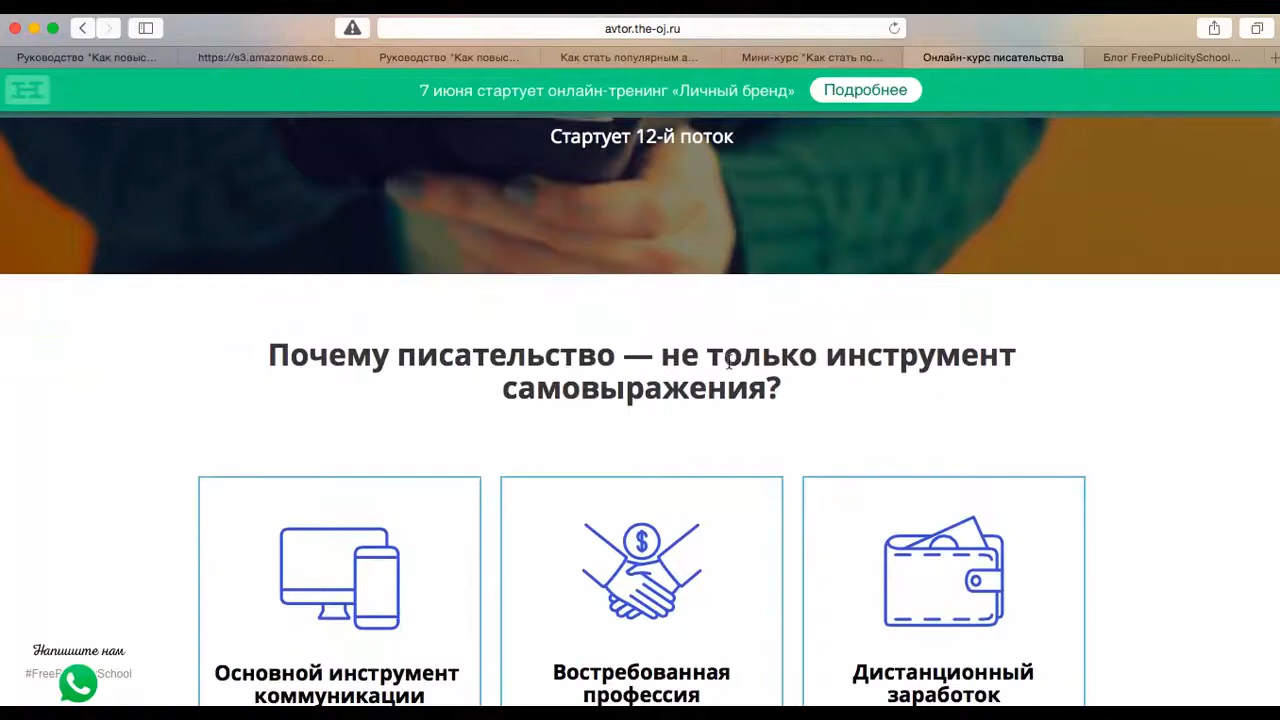 avtor.the-oj.ru
Руководство "Как повыс...
https://s3.amazonaws.co...
Руководство "Как повыс...
Как стать популярным а...
Мини-курс "Как стать по...
Онлайн-курс писательства
Блог FreePublicitySchool...
7 июня стартует онлайн-тренинг «Личный бренд»
Подробнее
Стартует 12-й поток
Почему писательство — не только инструмент
самовыражения?
$
Основной инструмент
коммуникации
Востребованная
профессия
Дистанционный
заработок
Напишите нам